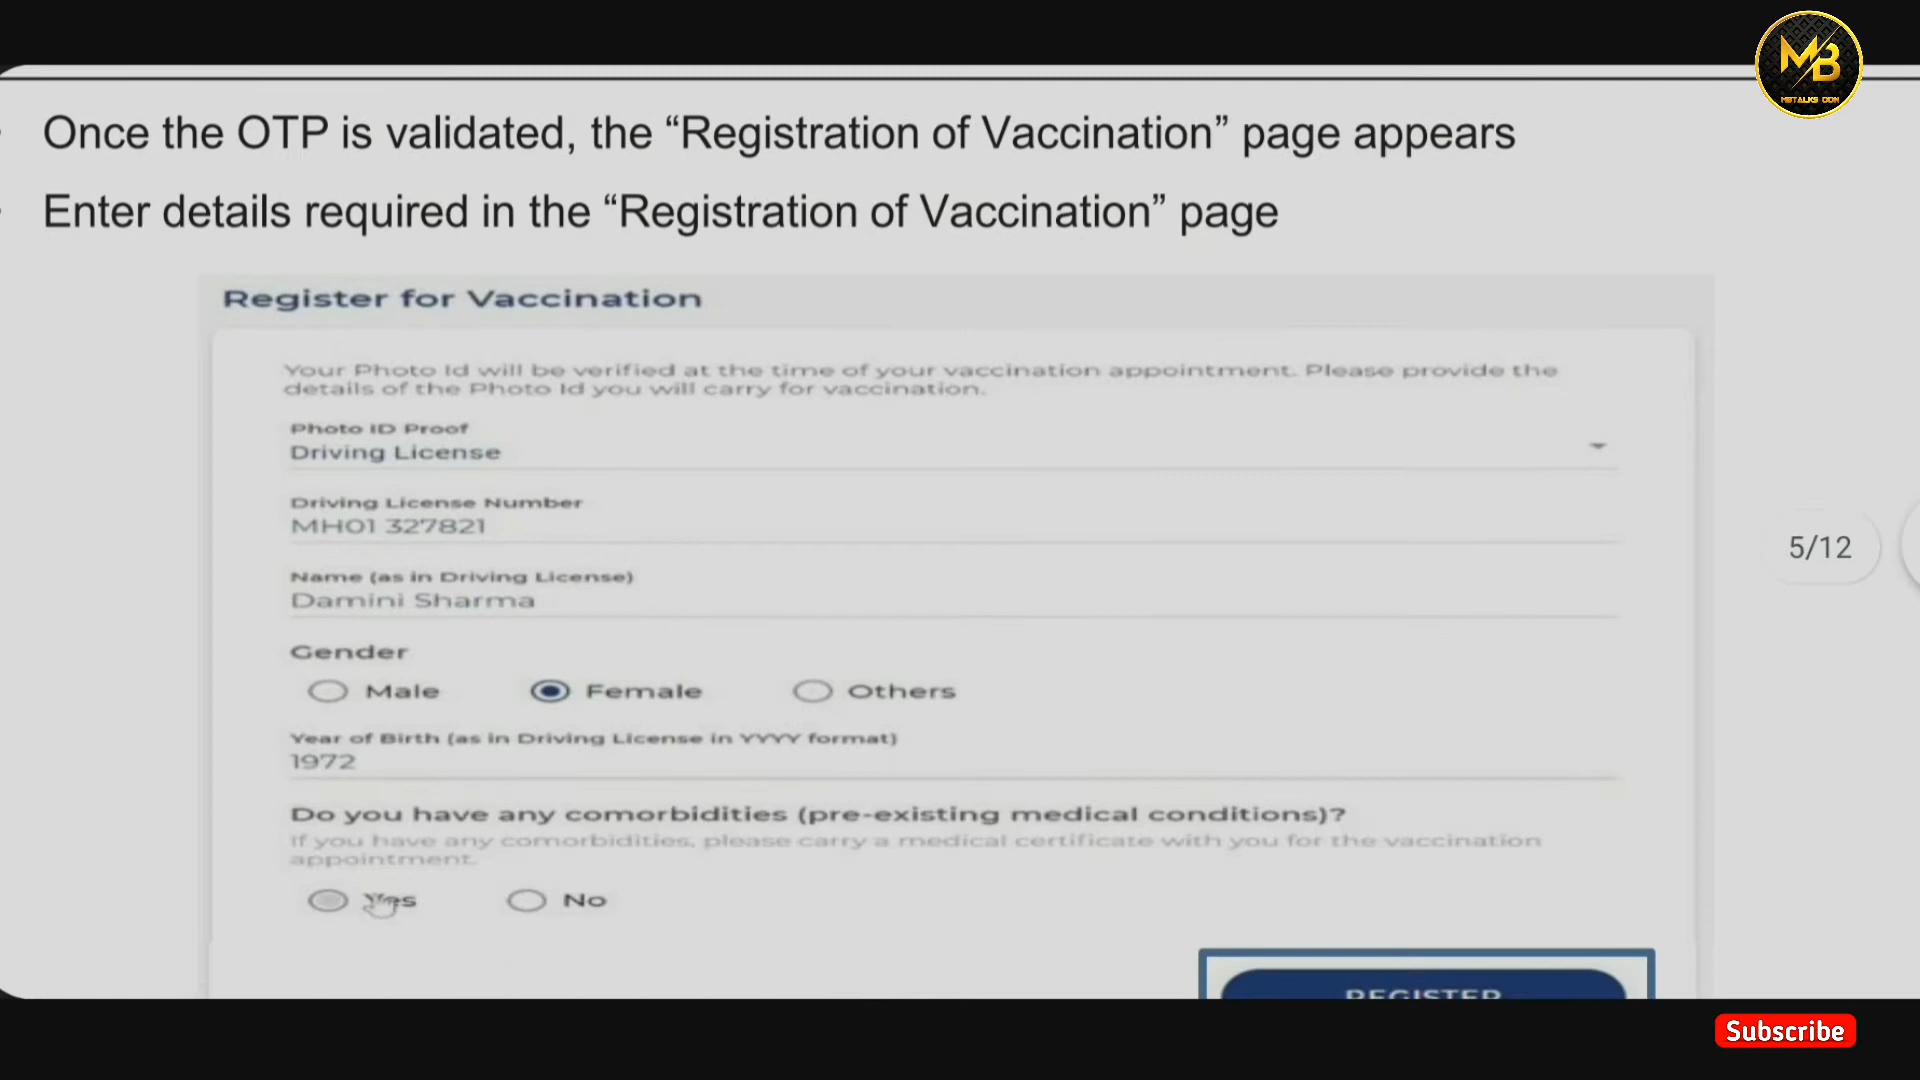 MB
MBTALKS ODN
Once the OTP is validated, the “Registration of Vaccination” page appears
Enter details required in the “Registration of Vaccination” page
Register for Vaccination
Your Photo Id will be verified at the time of your vaccination appointment. Please provide the
details of the Photo Id you will carry for vaccination.
Photo ID Proof
Driving License
Driving License Number
MH01 327821
Name (as in Driving License)
Damini Sharma
Gender
Male Female Others
5/12
Year of Birth (as in Driving License in YYYY format)
1972
Do you have any comorbidities (pre-existing medical conditions)?
If you have any comorbidities, please carry a medical certificate with you for the vaccination
appointment.
Yes No
REGISTER
Subscribe